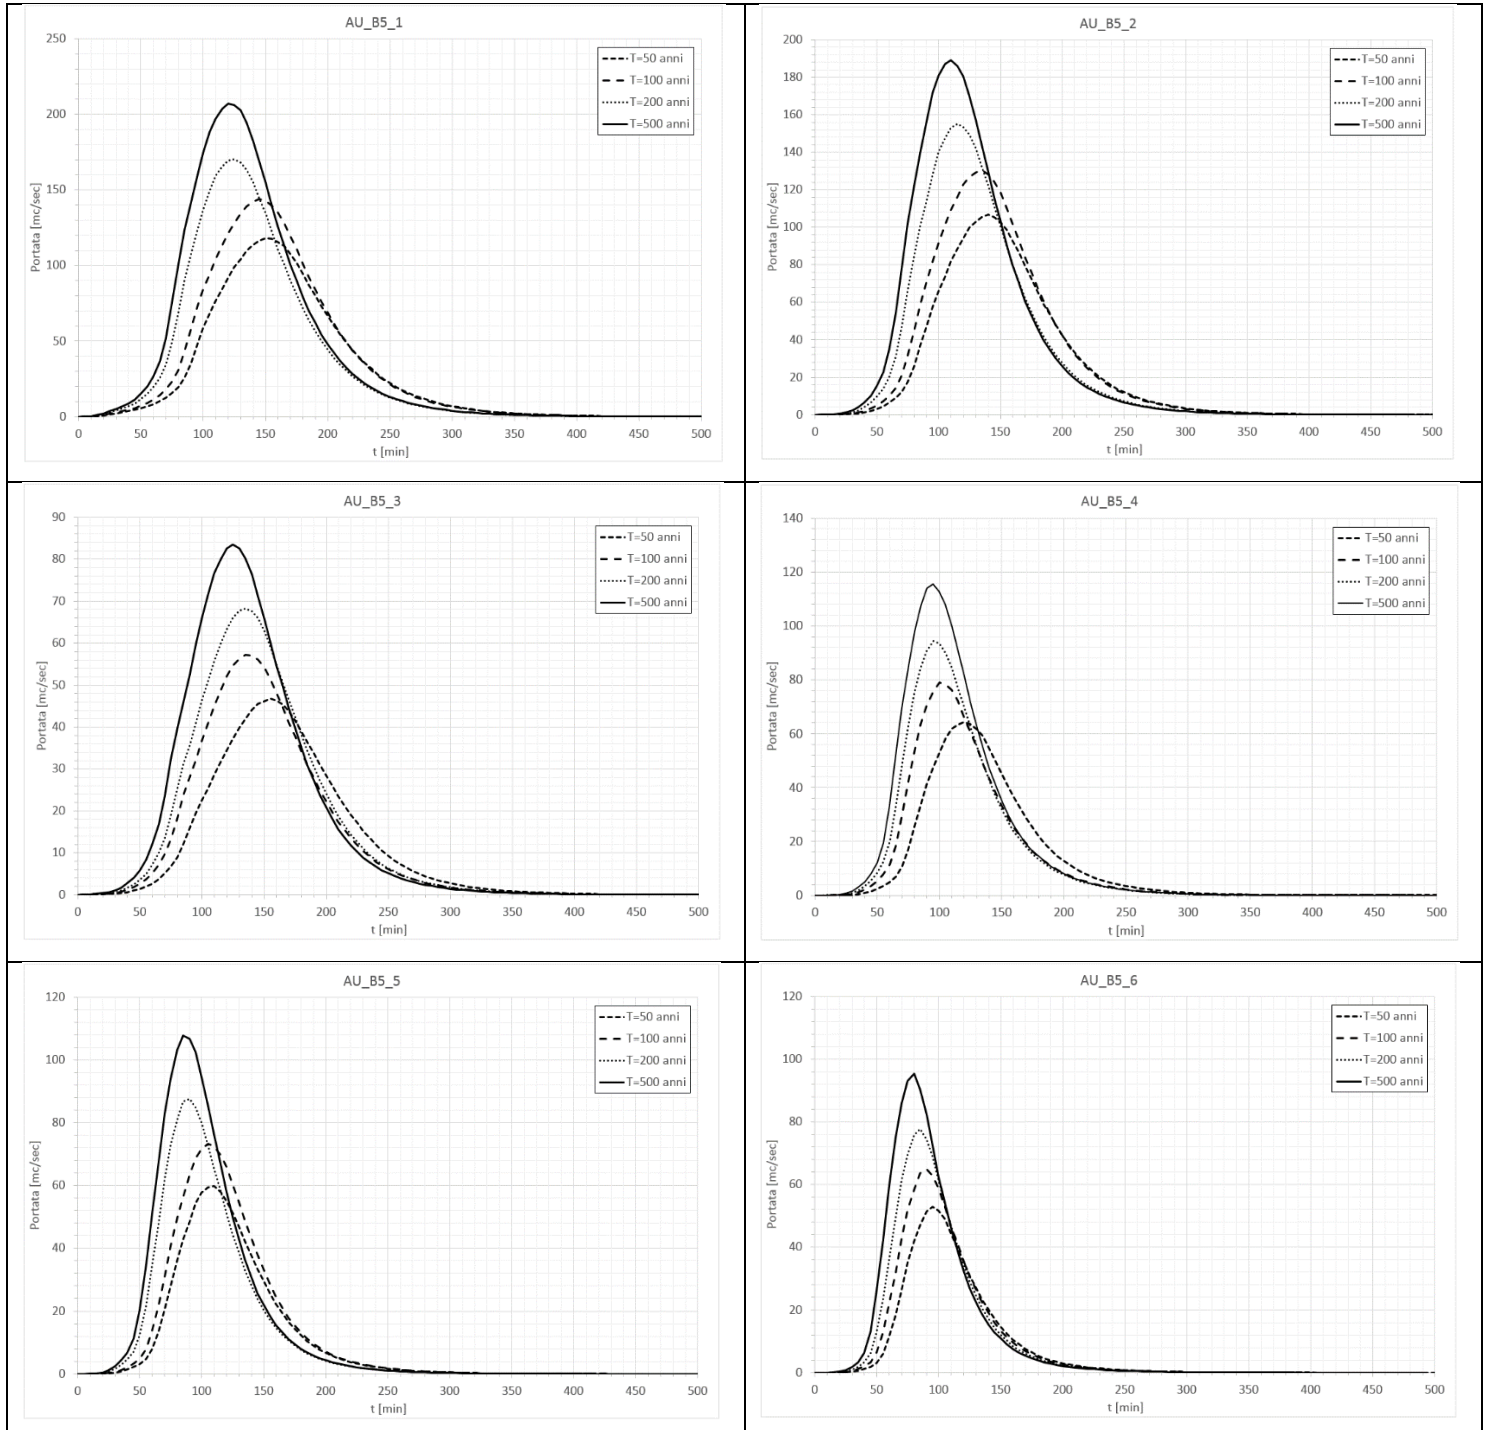 AU_B5_1
250
200
150
100
50
0
Portata [mc/sec]
T=50 anni
T=100 anni
T=200 anni
T=500 anni
0 50 100 150 200 250 300 350 400 450 500
t [min]
AU_B5_2
200
180
160
140
120
100
80
60
40
20
0
Portata [mc/sec]
T=50 anni
T=100 anni
T=200 anni
T=500 anni
0 50 100 150 200 250 300 350 400 450 500
t [min]
AU_B5_3
90
80
70
60
50
40
30
20
10
0
Portata [mc/sec]
T=50 anni
T=100 anni
T=200 anni
T=500 anni
0 50 100 150 200 250 300 350 400 450 500
t [min]
AU_B5_4
140
120
100
80
60
40
20
0
Portata [mc/sec]
T=50 anni
T=100 anni
T=200 anni
T=500 anni
0 50 100 150 200 250 300 350 400 450 500
t [min]
AU_B5_5
120
100
80
60
40
20
0
Portata [mc/sec]
T=50 anni
T=100 anni
T=200 anni
T=500 anni
0 50 100 150 200 250 300 350 400 450 500
t [min]
AU_B5_6
120
100
80
60
40
20
0
Portata [mc/sec]
T=50 anni
T=100 anni
T=200 anni
T=500 anni
0 50 100 150 200 250 300 350 400 450 500
t [min]